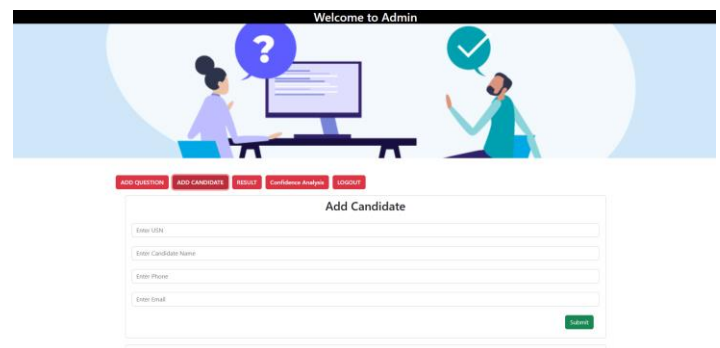 Welcome to Admin
?
ADD QUESTION ADD CANDIDATE RESULT Confidence Analysis LOGOUT
Add Candidate
Enter USN
Enter Candidate Name
Enter Phone
Enter Email
Submit